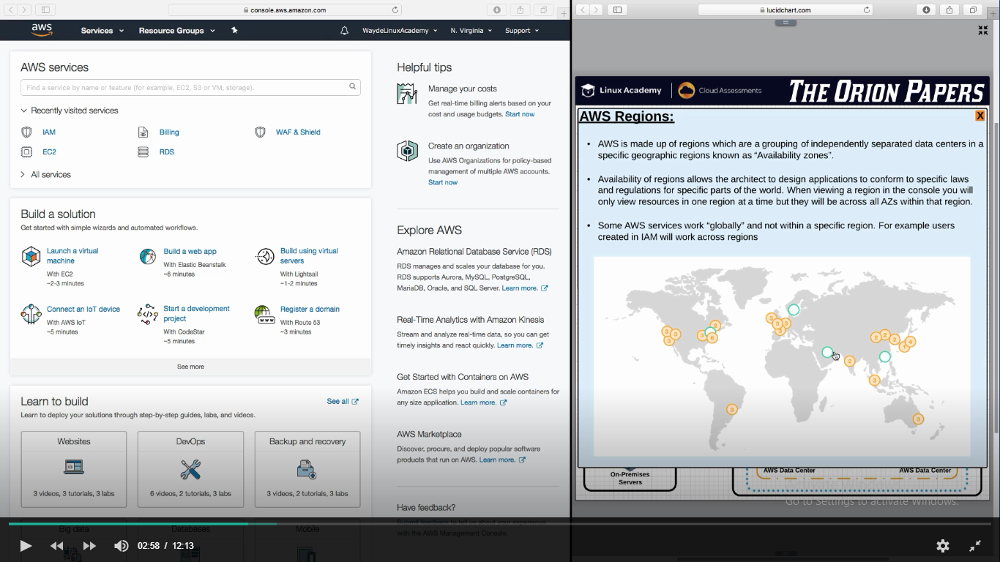 console.aws.amazon.com
lucidchart.com
aws
Services
Resource Groups
WaydeLinuxAcademy
N. Virginia
Support
AWS services
Find a service by name or feature (for example, EC2, S3 or VM, storage).
Recently visited services
IAM
Billing
WAF & Shield
EC2
RDS
All services
Build a solution
Get started with simple wizards and automated workflows.
Launch a virtual
machine
With EC2
~2-3 minutes
Build a web app
With Elastic Beanstalk
~6 minutes
Build using virtual
servers
With Lightsail
~1-2 minutes
Connect an IoT device
With AWS IoT
~5 minutes
Start a development
project
With CodeStar
~5 minutes
Register a domain
With Route 53
~3 minutes
See more
Learn to build
See all
Learn to deploy your solutions through step-by-step guides, labs, and videos.
Websites
3 videos, 3 tutorials, 3 labs
DevOps
6 videos, 2 tutorials, 3 labs
Backup and recovery
3 videos, 2 tutorials, 3 labs
Big data
Databases
Mobile
Helpful tips
Manage your costs
Get real-time billing alerts based on your
cost and usage budgets. Start now
Create an organization
Use AWS Organizations for policy-based
management of multiple AWS accounts.
Start now
Explore AWS
Amazon Relational Database Service (RDS)
RDS manages and scales your database for you.
RDS supports Aurora, MySQL, PostgreSQL,
MariaDB, Oracle, and SQL Server. Learn more.
Real-Time Analytics with Amazon Kinesis
Stream and analyze real-time data, so you can get
timely insights and react quickly. Learn more.
Get Started with Containers on AWS
Amazon ECS helps you build and scale containers for
any size application. Learn more.
AWS Marketplace
Discover, procure, and deploy popular software
products that run on AWS. Learn more.
Have feedback?
Submit feedback to tell us about your experience
with the AWS Management Console.
Linux Academy
Cloud Assessments
THE ORION PAPERS
AWS Regions:
X
• AWS is made up of regions which are a grouping of independently separated data centers in a
specific geographic regions known as “Availability zones”.
• Availability of regions allows the architect to design applications to conform to specific laws
and regulations for specific parts of the world. When viewing a region in the console you will
only view resources in one region at a time but they will be across all AZs within that region.
• Some AWS services work “globally” and not within a specific region. For example users
created in IAM will work across regions
On-Premises
Servers
AWS Data Center
AWS Data Center
Go to Settings to activate Windows.
02:58 / 12:13